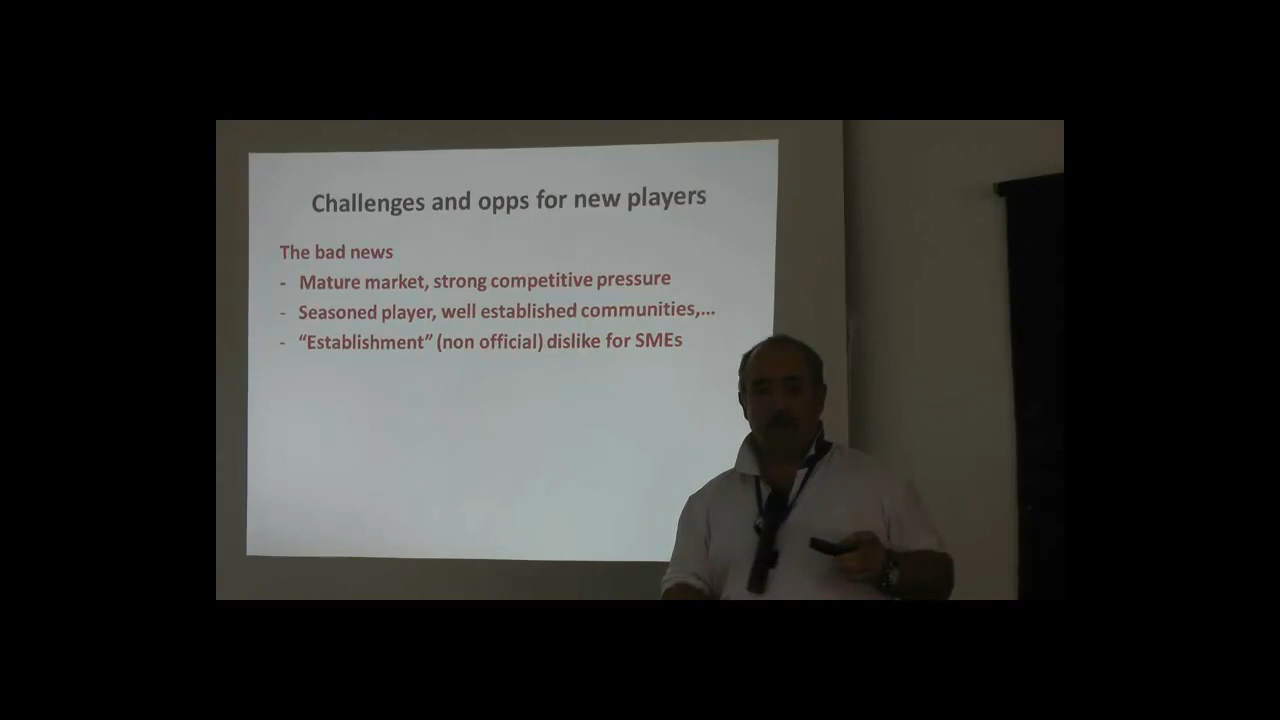 Challenges and opps for new players
The bad news
- Mature market, strong competitive pressure
- Seasoned player, well established communities,...
- “Establishment” (non official) dislike for SMEs